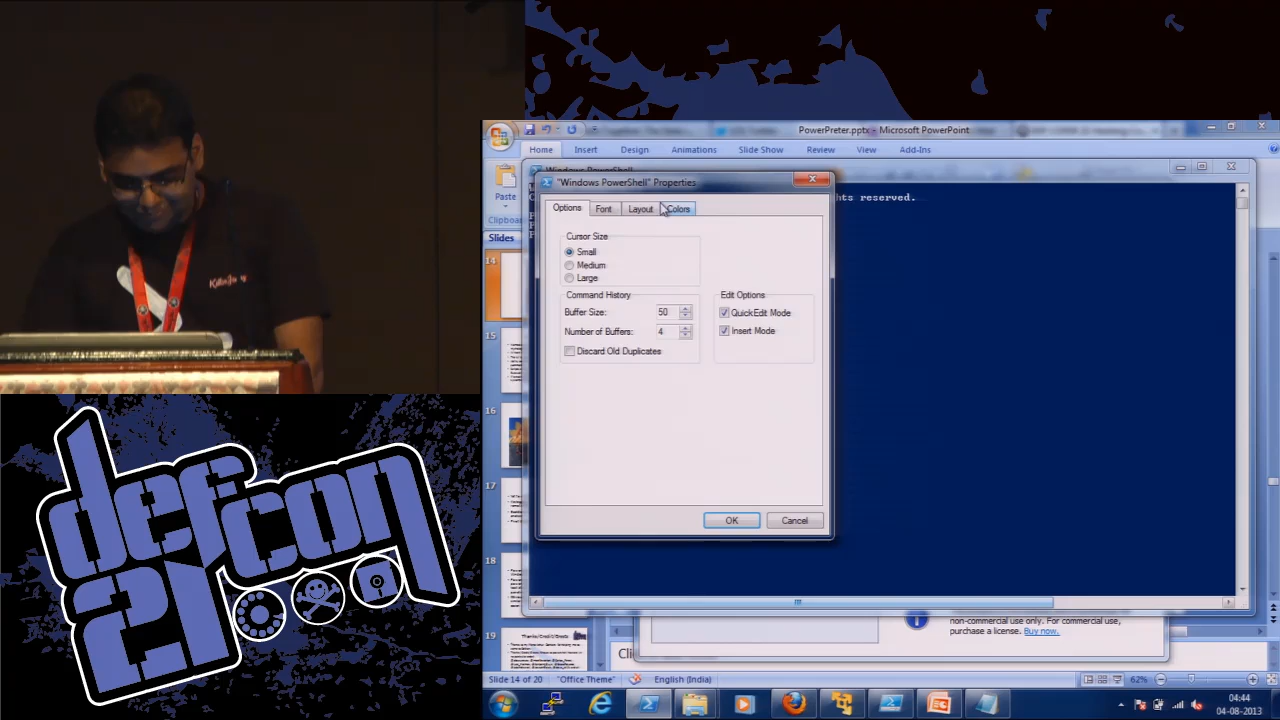 PowerPreter.pptx - Microsoft PowerPoint
Home Insert Design Animations Slide Show Review View Add-Ins
Paste
Slides
"Windows PowerShell" Properties
hts reserved.
Options Font Layout Colors
Cursor Size
Small
Medium
Large
Command History
Buffer Size: 50
Number of Buffers: 4
Discard Old Duplicates
Edit Options
QuickEdit Mode
Insert Mode
OK Cancel
14
15
16
17
18
19
non-commercial use only. For commercial use,
purchase a license. Buy now.
Slide 14 of 20 "Office Theme" English (India) 62%
04:44
04-08-2013
defcon
21